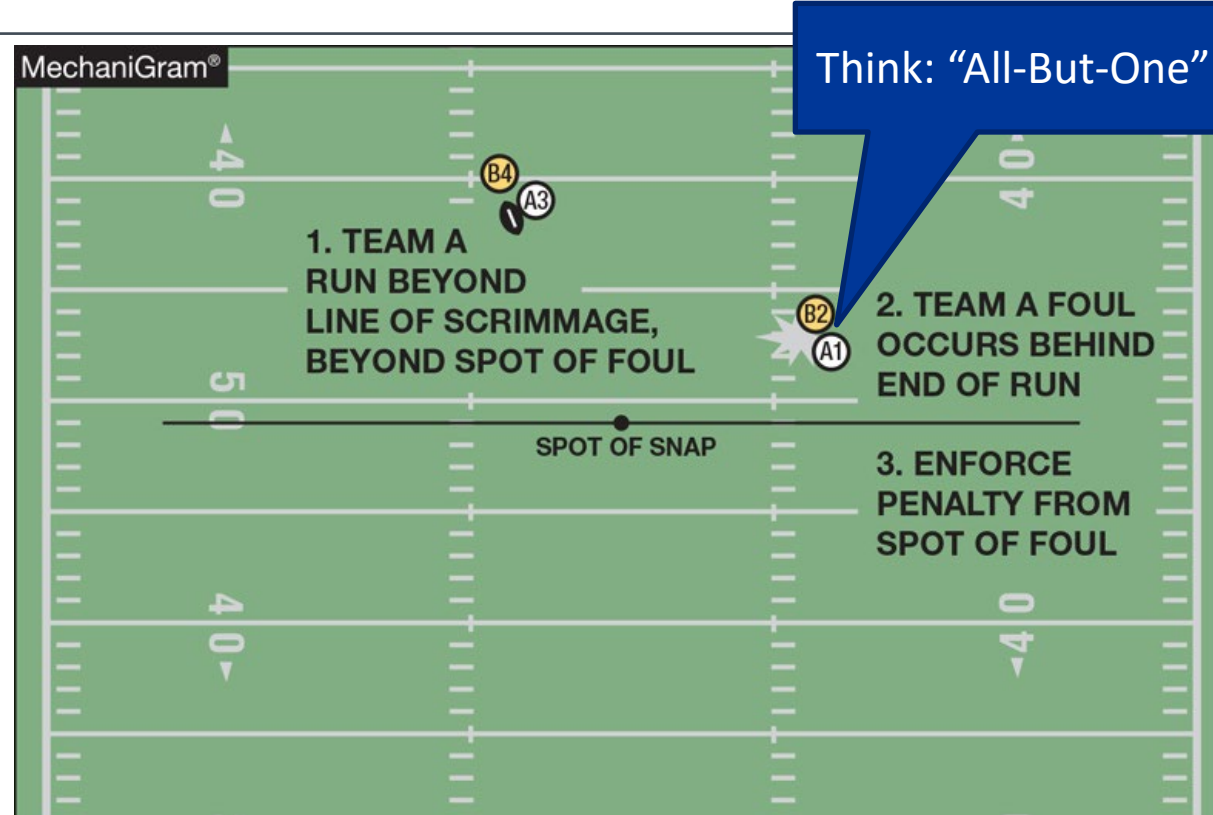 MechaniGram®
Think: “All-But-One”
◄40
40►
B4
A3
1. TEAM A
RUN BEYOND
LINE OF SCRIMMAGE,
BEYOND SPOT OF FOUL
B2
A1
2. TEAM A FOUL
OCCURS BEHIND
END OF RUN
50
SPOT OF SNAP
3. ENFORCE
PENALTY FROM
SPOT OF FOUL
40►
◄40